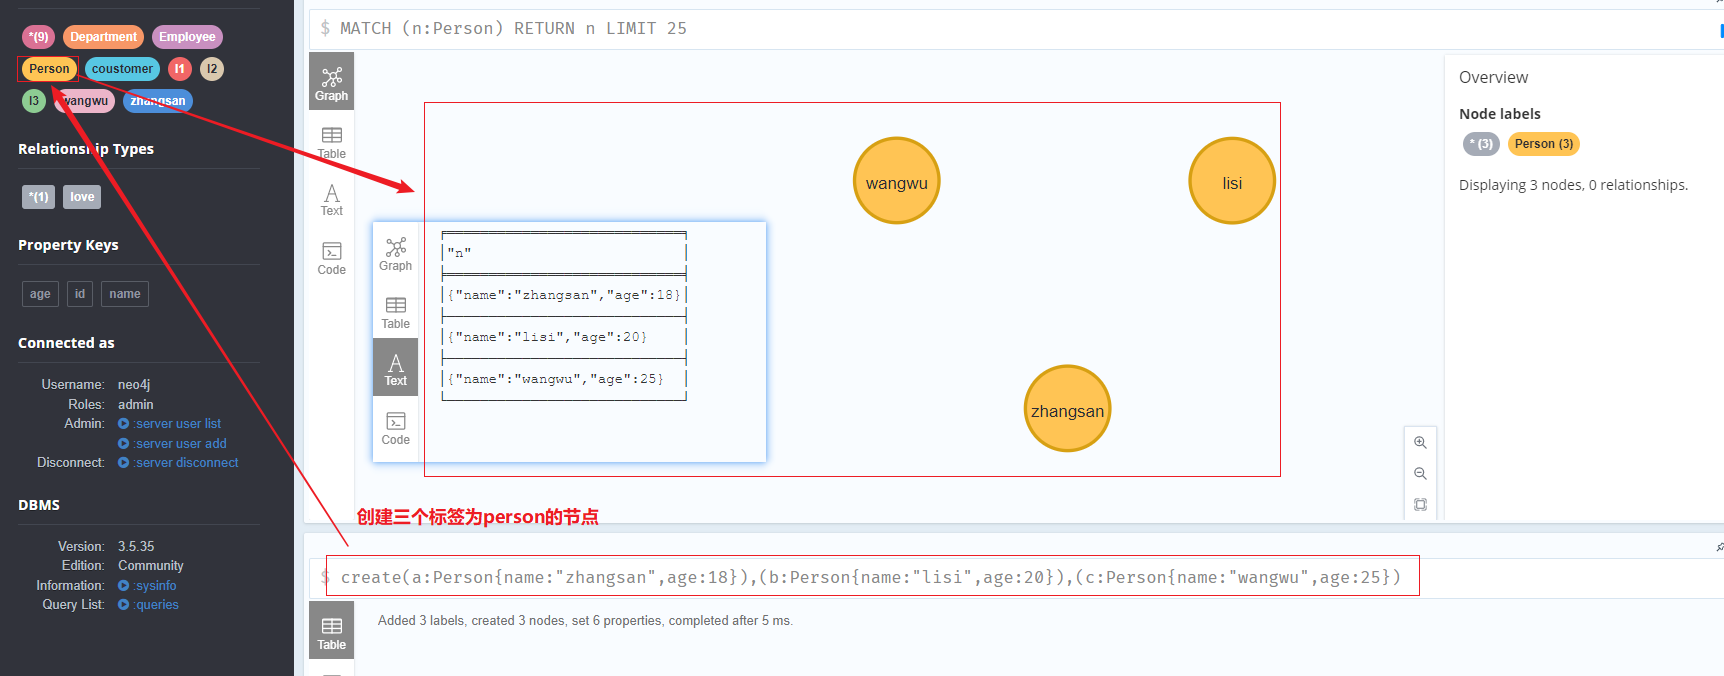 *(9) Department Employee
Person coustomer l1 l2
l3 wangwu zhangsan
Relationship Types
*(1) love
Property Keys
age id name
Connected as
Username: neo4j
Roles: admin
Admin: :server user list
:server user add
Disconnect: :server disconnect
DBMS
Version: 3.5.35
Edition: Community
Information: :sysinfo
Query List: :queries
$ MATCH (n:Person) RETURN n LIMIT 25
Graph
Table
Text
Code
wangwu
lisi
zhangsan
Graph
Table
Text
Code
"n"
{"name":"zhangsan","age":18}
{"name":"lisi","age":20}
{"name":"wangwu","age":25}
Overview
Node labels
* (3) Person (3)
Displaying 3 nodes, 0 relationships.
创建三个标签为person的节点
$ create(a:Person{name:"zhangsan",age:18}),(b:Person{name:"lisi",age:20}),(c:Person{name:"wangwu",age:25})
Table
Added 3 labels, created 3 nodes, set 6 properties, completed after 5 ms.